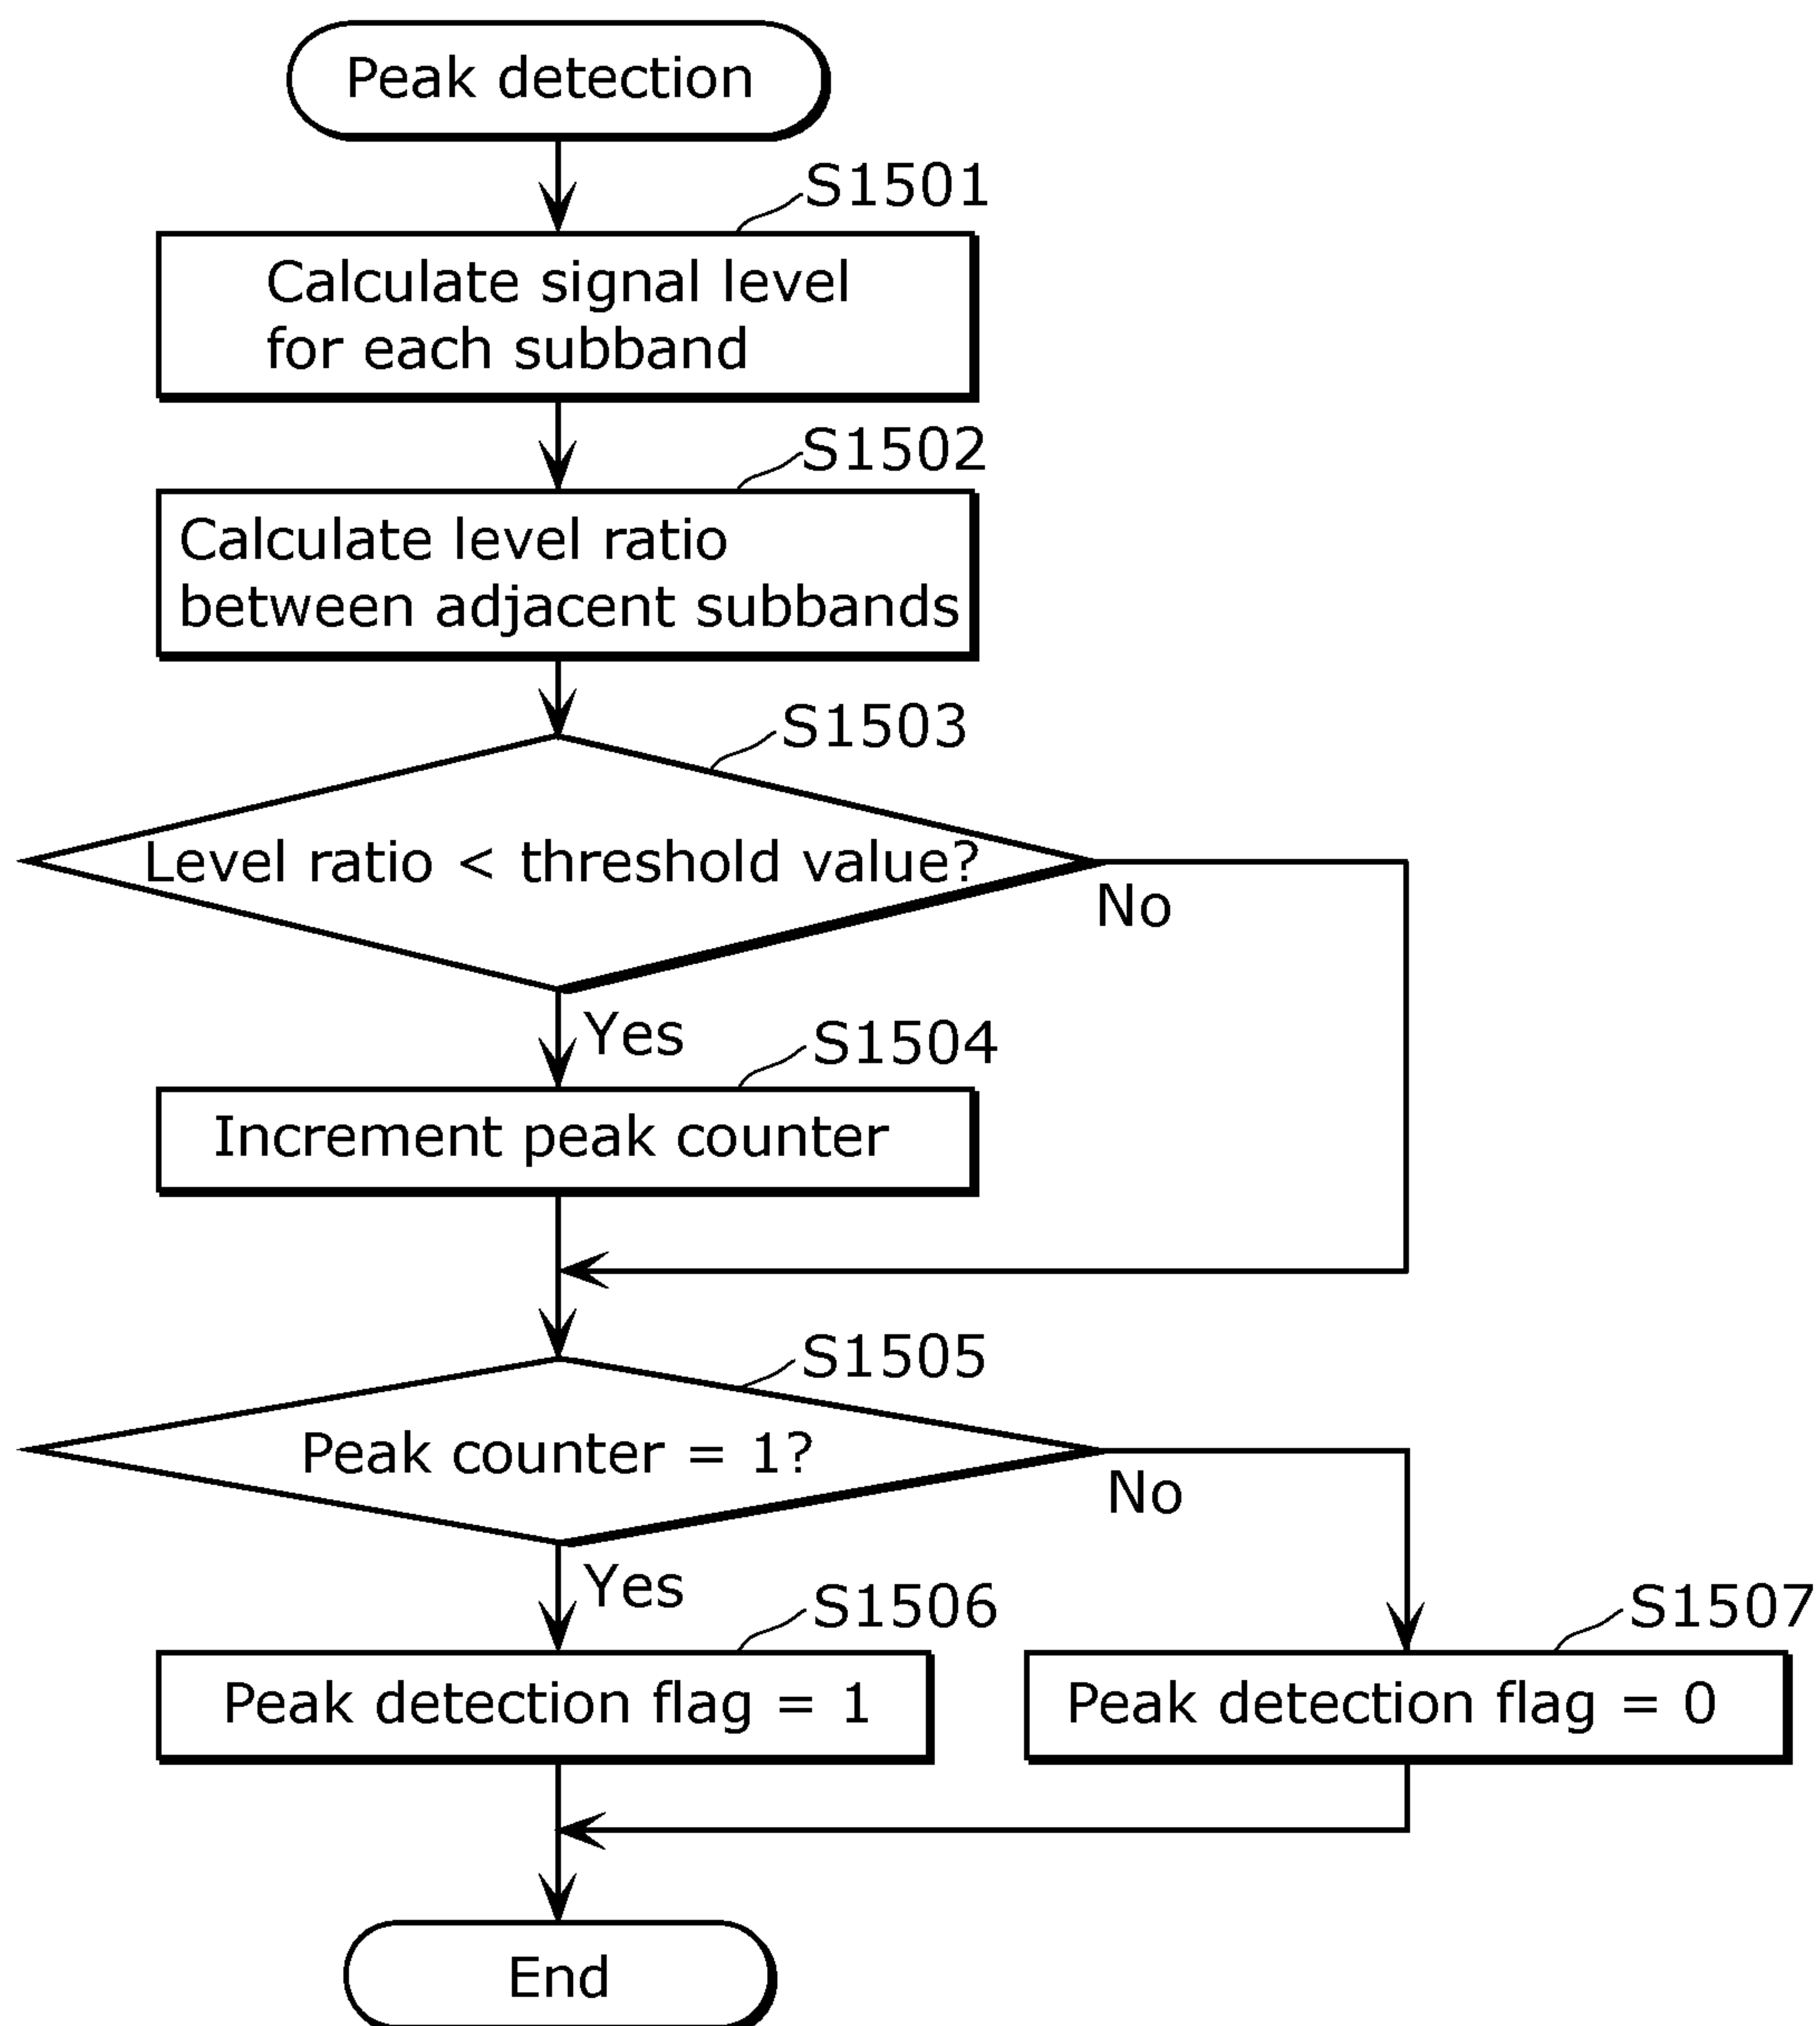 Peak detection
S1501
Calculate signal level
for each subband
S1502
Calculate level ratio
between adjacent subbands
S1503
Level ratio < threshold value?
No
Yes
S1504
Increment peak counter
S1505
Peak counter = 1?
No
Yes
S1506
S1507
Peak detection flag = 1
Peak detection flag = 0
End